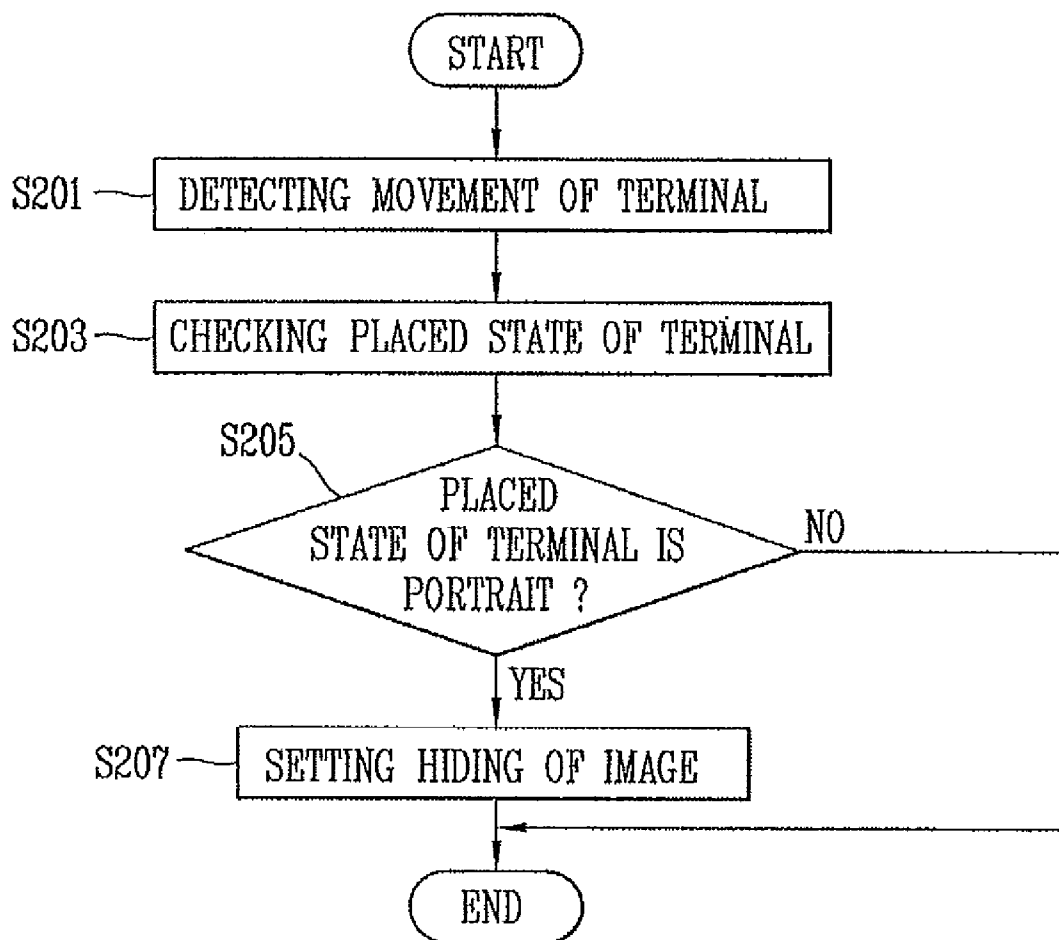 START
S201
DETECTING MOVEMENT OF TERMINAL
S203
CHECKING PLACED STATE OF TERMINAL
S205
PLACED
STATE OF TERMINAL IS
PORTRAIT ?
NO
YES
S207
SETTING HIDING OF IMAGE
END